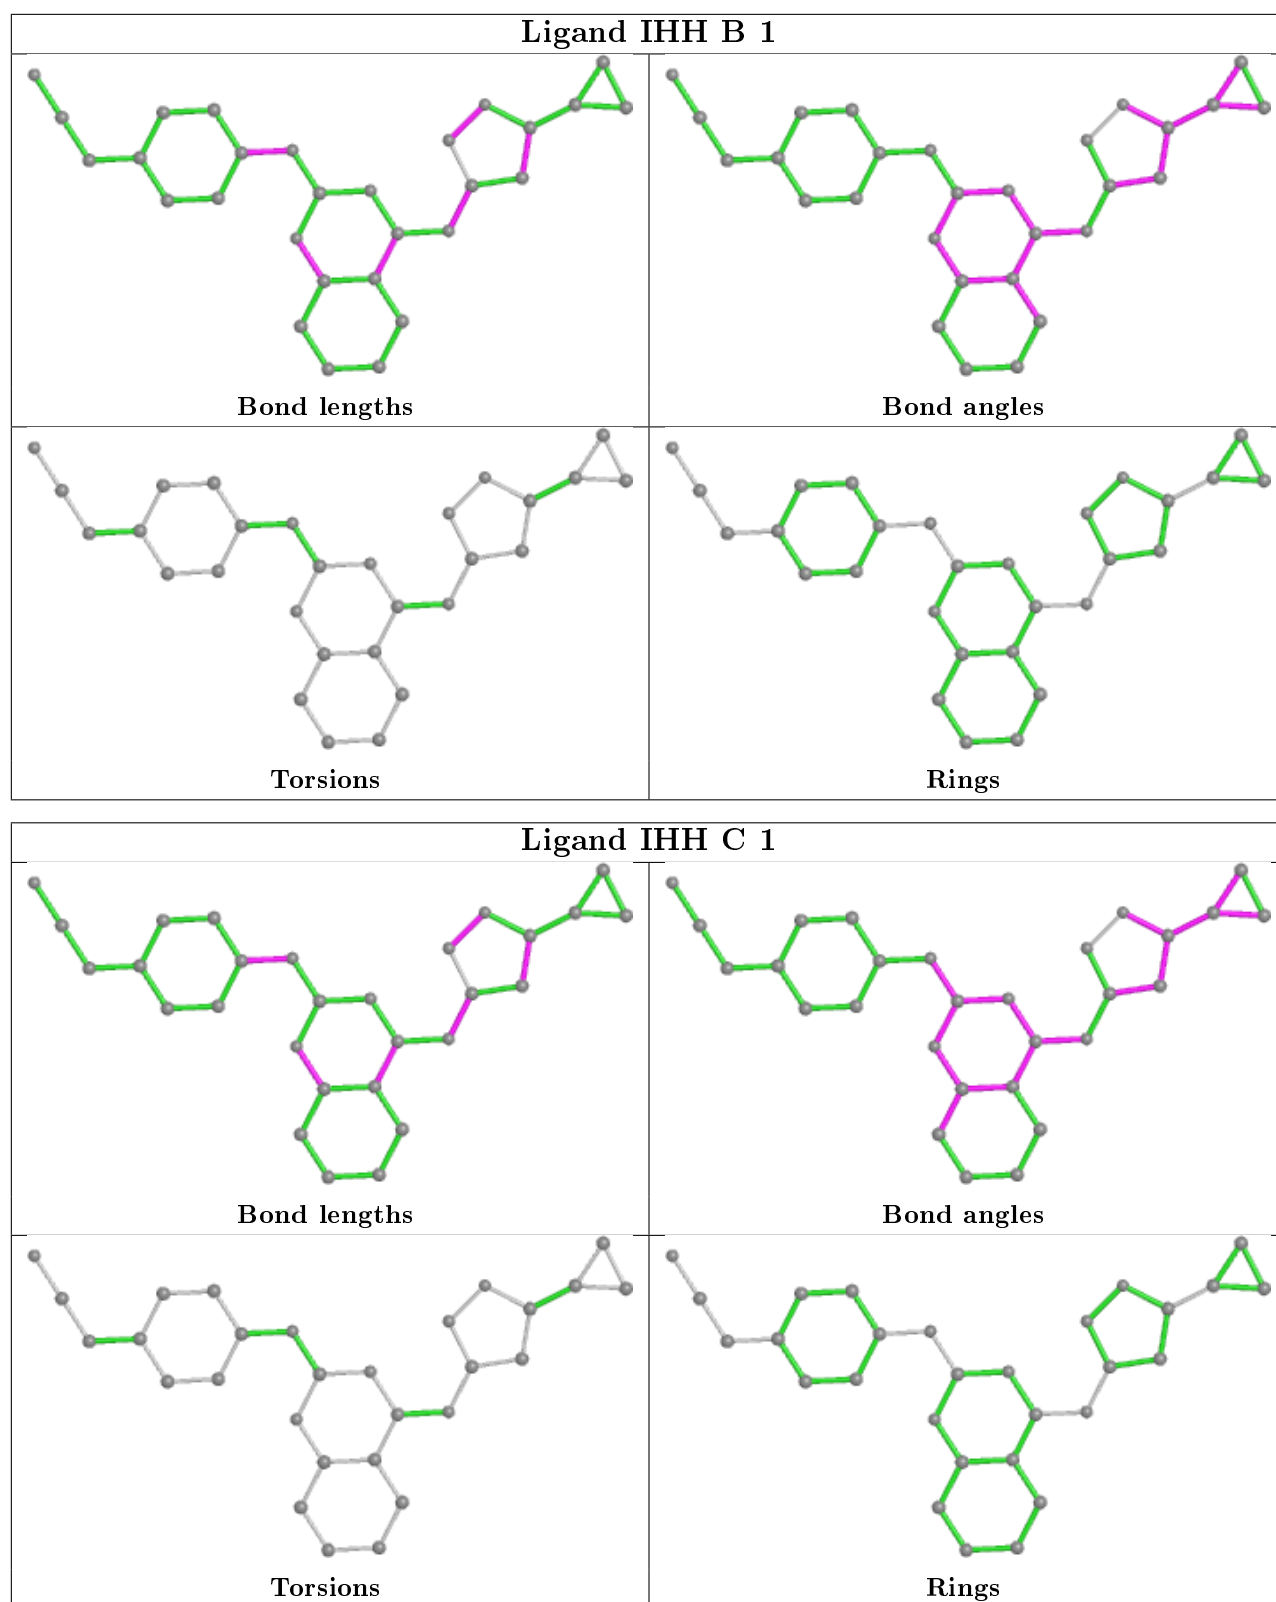 Ligand IHH B 1
Bond lengths
Bond angles
Torsions
Rings
Ligand IHH C 1
Bond lengths
Bond angles
Torsions
Rings